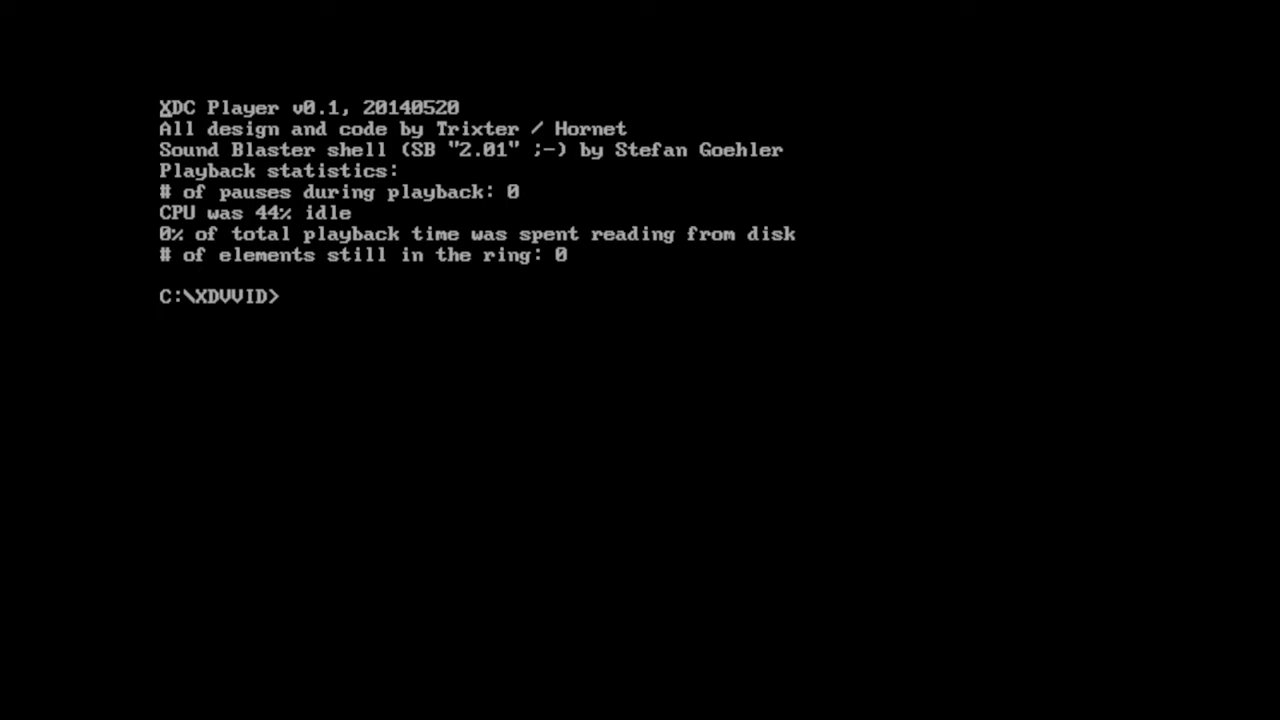 XDC Player v0.1, 20140520
All design and code by Trixter / Hornet
Sound Blaster shell (SB "2.01" ;-) by Stefan Goehler
Playback statistics:
# of pauses during playback: 0
CPU was 44% idle
0% of total playback time was spent reading from disk
# of elements still in the ring: 0
C:\XDVVID>